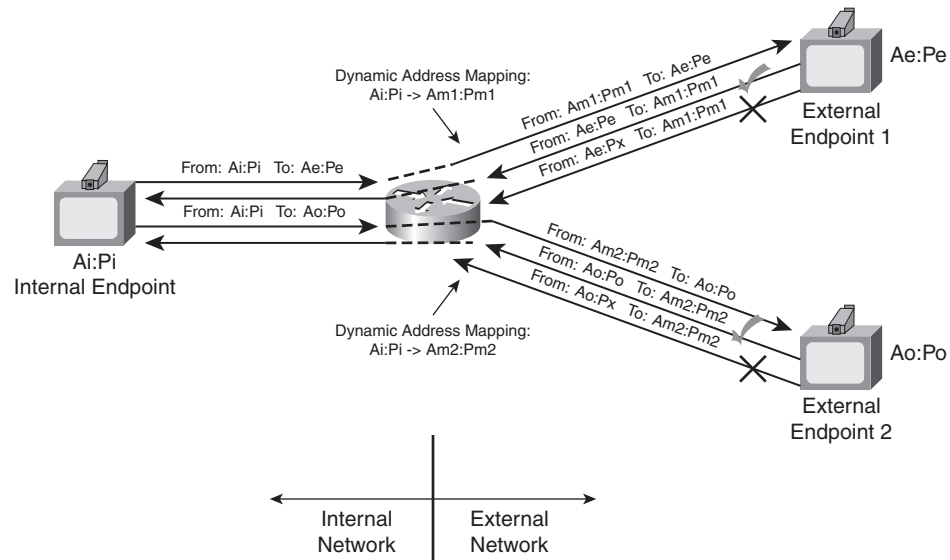 Dynamic Address Mapping:
Ai:Pi -> Am1:Pm1
From: Am1:Pm1 To: Ae:Pe
From: Ae:Pe To: Am1:Pm1
From: Ae:Px To: Am1:Pm1
Ae:Pe
External
Endpoint 1
From: Ai:Pi To: Ae:Pe
From: Ai:Pi To: Ao:Po
Ai:Pi
Internal Endpoint
From: Am2:Pm2 To: Ao:Po
From: Ao:Po To: Am2:Pm2
From: Ao:Px To: Am2:Pm2
Dynamic Address Mapping:
Ai:Pi -> Am2:Pm2
Ao:Po
External
Endpoint 2
Internal
Network
External
Network